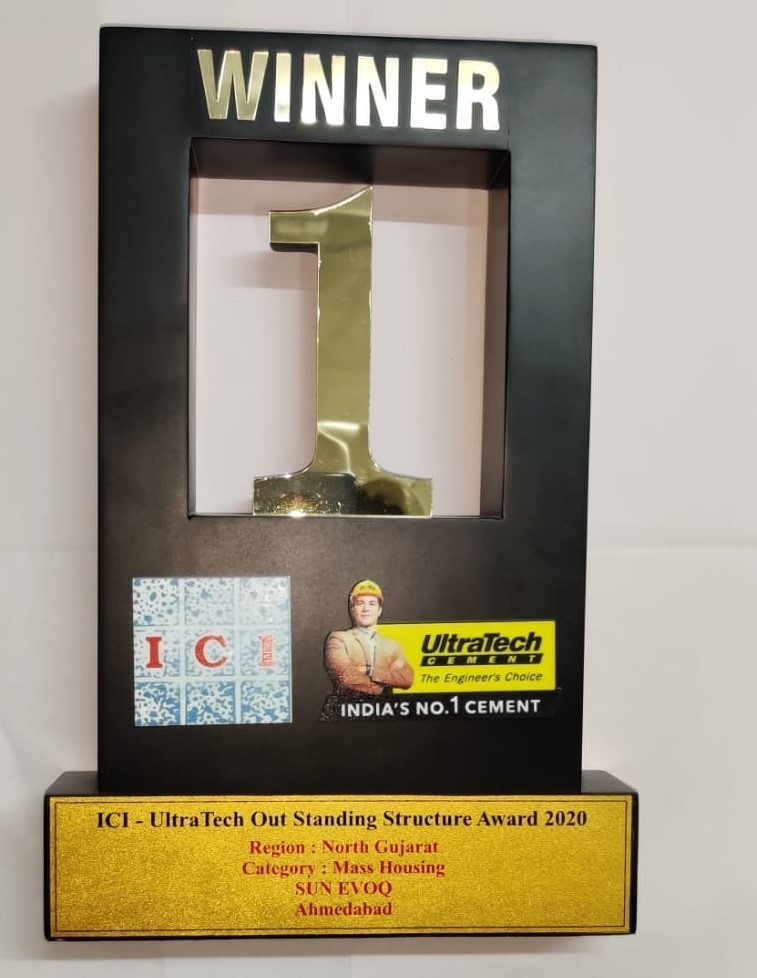 WINNER
1
I C I
UltraTech
CEMENT
The Engineer's Choice
INDIA'S NO.1 CEMENT
ICI - UltraTech Out Standing Structure Award 2020
Region : North Gujarat
Category : Mass Housing
SUN EVOQ
Ahmedabad